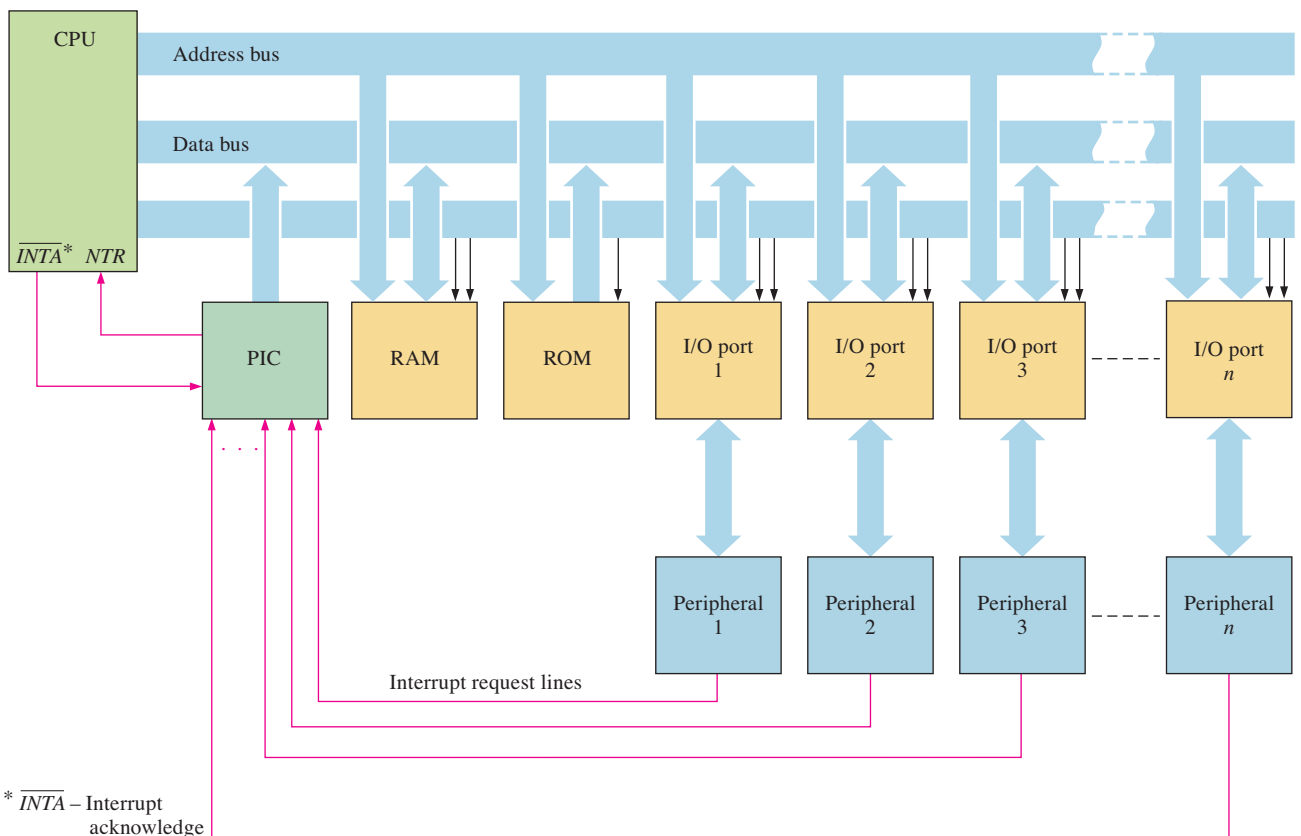 CPU
Address bus
Data bus
INTA* NTR
PIC
RAM
ROM
I/O port
1
I/O port
2
I/O port
3
I/O port
n
. . .
Peripheral
1
Peripheral
2
Peripheral
3
Peripheral
n
Interrupt request lines
* INTA – Interrupt
acknowledge